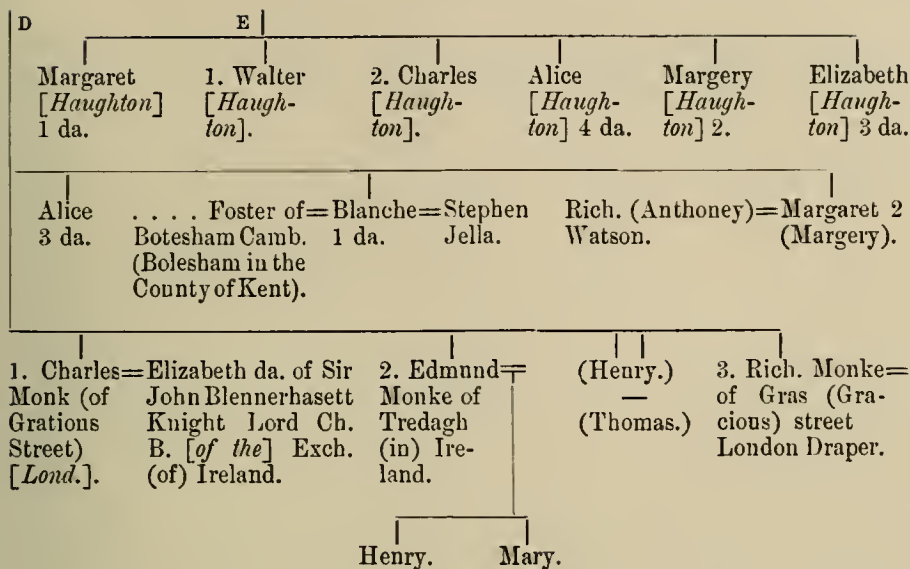 D E
Margaret 1. Walter 2. Charles Alice Margery Elizabeth
[Haughton] [Haugh- [Haugh- [Haugh- [Haugh- [Haugh-
1 da. ton]. ton]. ton] 4 da. ton] 2. ton] 3 da.
Alice . . . . Foster of=Blanche=Stephen Rich. (Anthoney)=Margaret 2
3 da. Botesham Camb. 1 da. Jella. Watson. (Margery).
(Bolesham in the
County of Kent).
1. Charles=Elizabeth da. of Sir 2. Edmund= (Henry.) 3. Rich. Monke=
Monk (of John Blennerhasett Monke of — of Gras (Gra-
Grations Knight Lord Ch. Tredagh (Thomas.) cious) street
Street) B. [of the] Exch. (in) Ire- London Draper.
[Lond.]. (of) Ireland. land.
Henry. Mary.